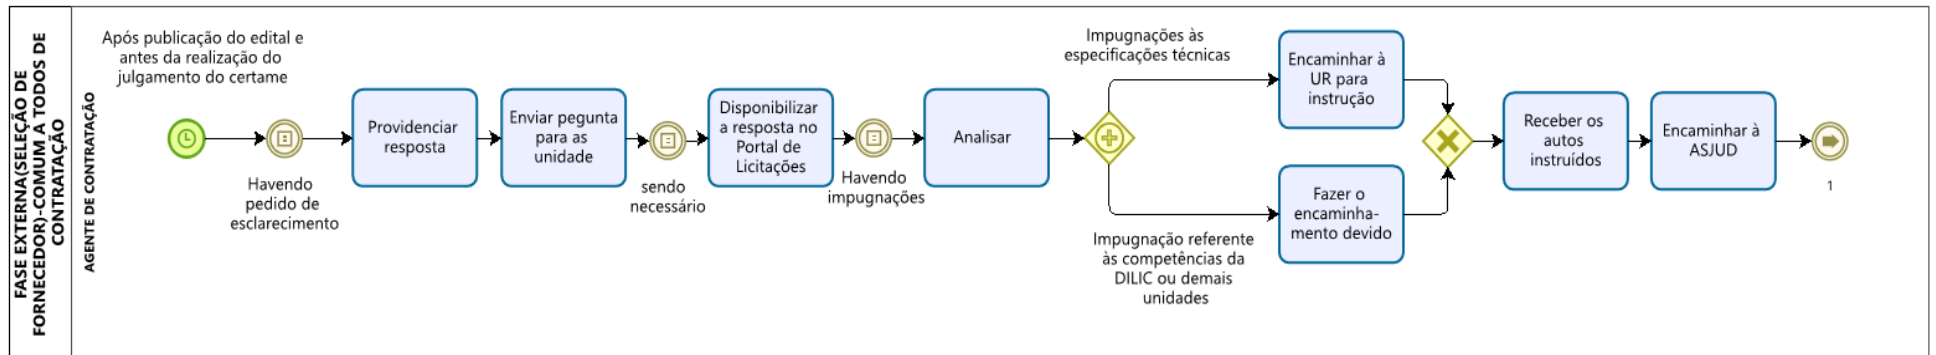 FASE EXTERNA(SELEÇÃO DE
FORNECEDOR)-COMUM A TODOS DE
CONTRATAÇÃO
AGENTE DE CONTRATAÇÃO
Após publicação do edital e
antes da realização do
julgamento do certame
Havendo
pedido de
esclarecimento
Providenciar
resposta
Enviar pegunta
para as
unidade
sendo
necessário
Disponibilizar
a resposta no
Portal de
Licitações
Havendo
impugnações
Analisar
Impugnações às
especificações técnicas
Encaminhar à
UR para
instrução
Impugnação referente
às competências da
DILIC ou demais
unidades
Fazer o
encaminha-
mento devido
Receber os
autos
instruídos
Encaminhar à
ASJUD
1